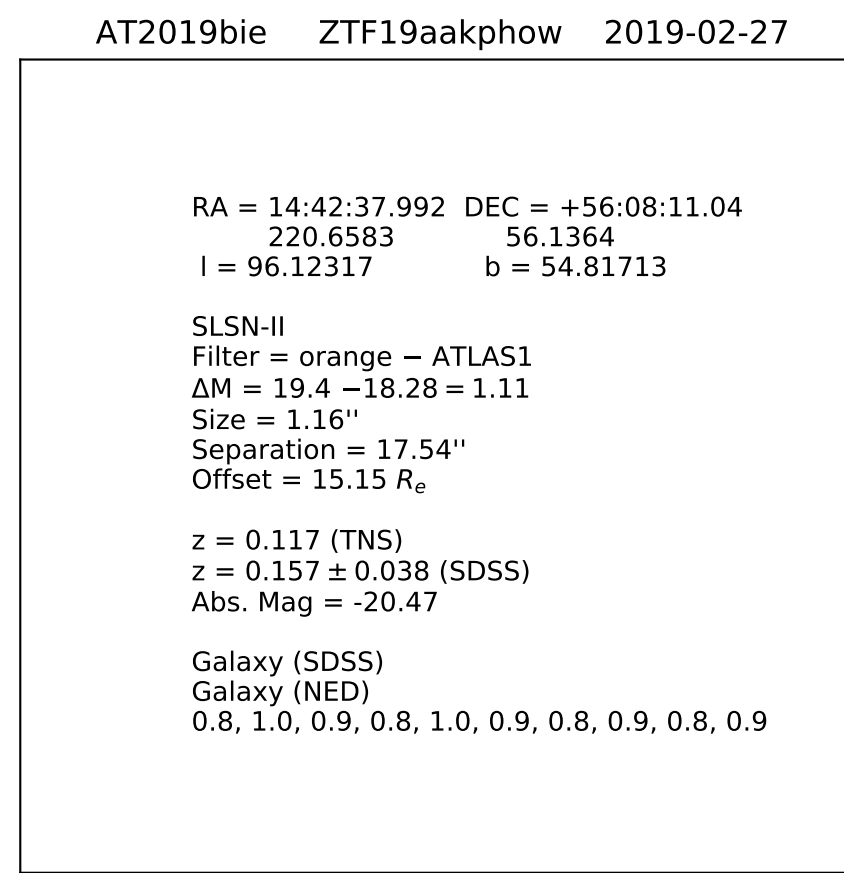 AT2019bie ZTF19aakphow 2019-02-27
RA = 14:42:37.992 DEC = +56:08:11.04
220.6583 56.1364
l = 96.12317 b = 54.81713
SLSN-II
Filter = orange − ATLAS1
ΔM = 19.4 −18.28 = 1.11
Size = 1.16''
Separation = 17.54''
Offset = 15.15 Rₑ
z = 0.117 (TNS)
z = 0.157 ± 0.038 (SDSS)
Abs. Mag = -20.47
Galaxy (SDSS)
Galaxy (NED)
0.8, 1.0, 0.9, 0.8, 1.0, 0.9, 0.8, 0.9, 0.8, 0.9